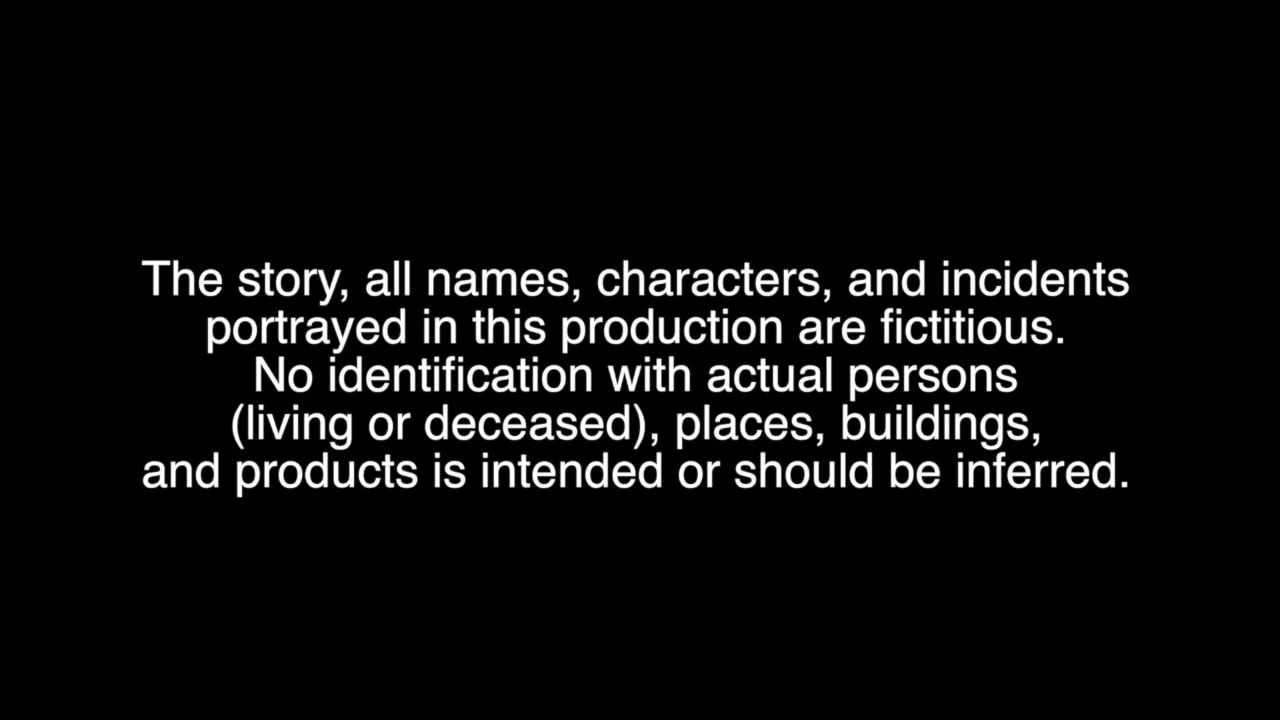 The story, all names, characters, and incidents
portrayed in this production are fictitious.
No identification with actual persons
(living or deceased), places, buildings,
and products is intended or should be inferred.